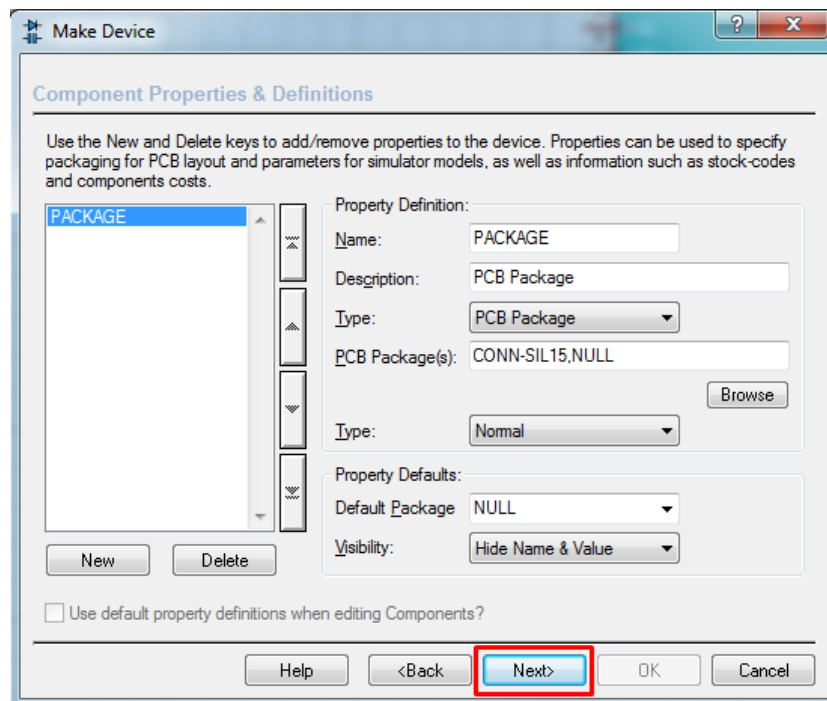 Make Device
?
X
Component Properties & Definitions
Use the New and Delete keys to add/remove properties to the device. Properties can be used to specify
packaging for PCB layout and parameters for simulator models, as well as information such as stock-codes
and components costs.
PACKAGE
Property Definition:
Name: PACKAGE
Description: PCB Package
Type: PCB Package
PCB Package(s): CONN-SIL15,NULL
Browse
Type: Normal
Property Defaults:
Default Package NULL
Visibility: Hide Name & Value
New Delete
Use default property definitions when editing Components?
Help <Back Next> OK Cancel